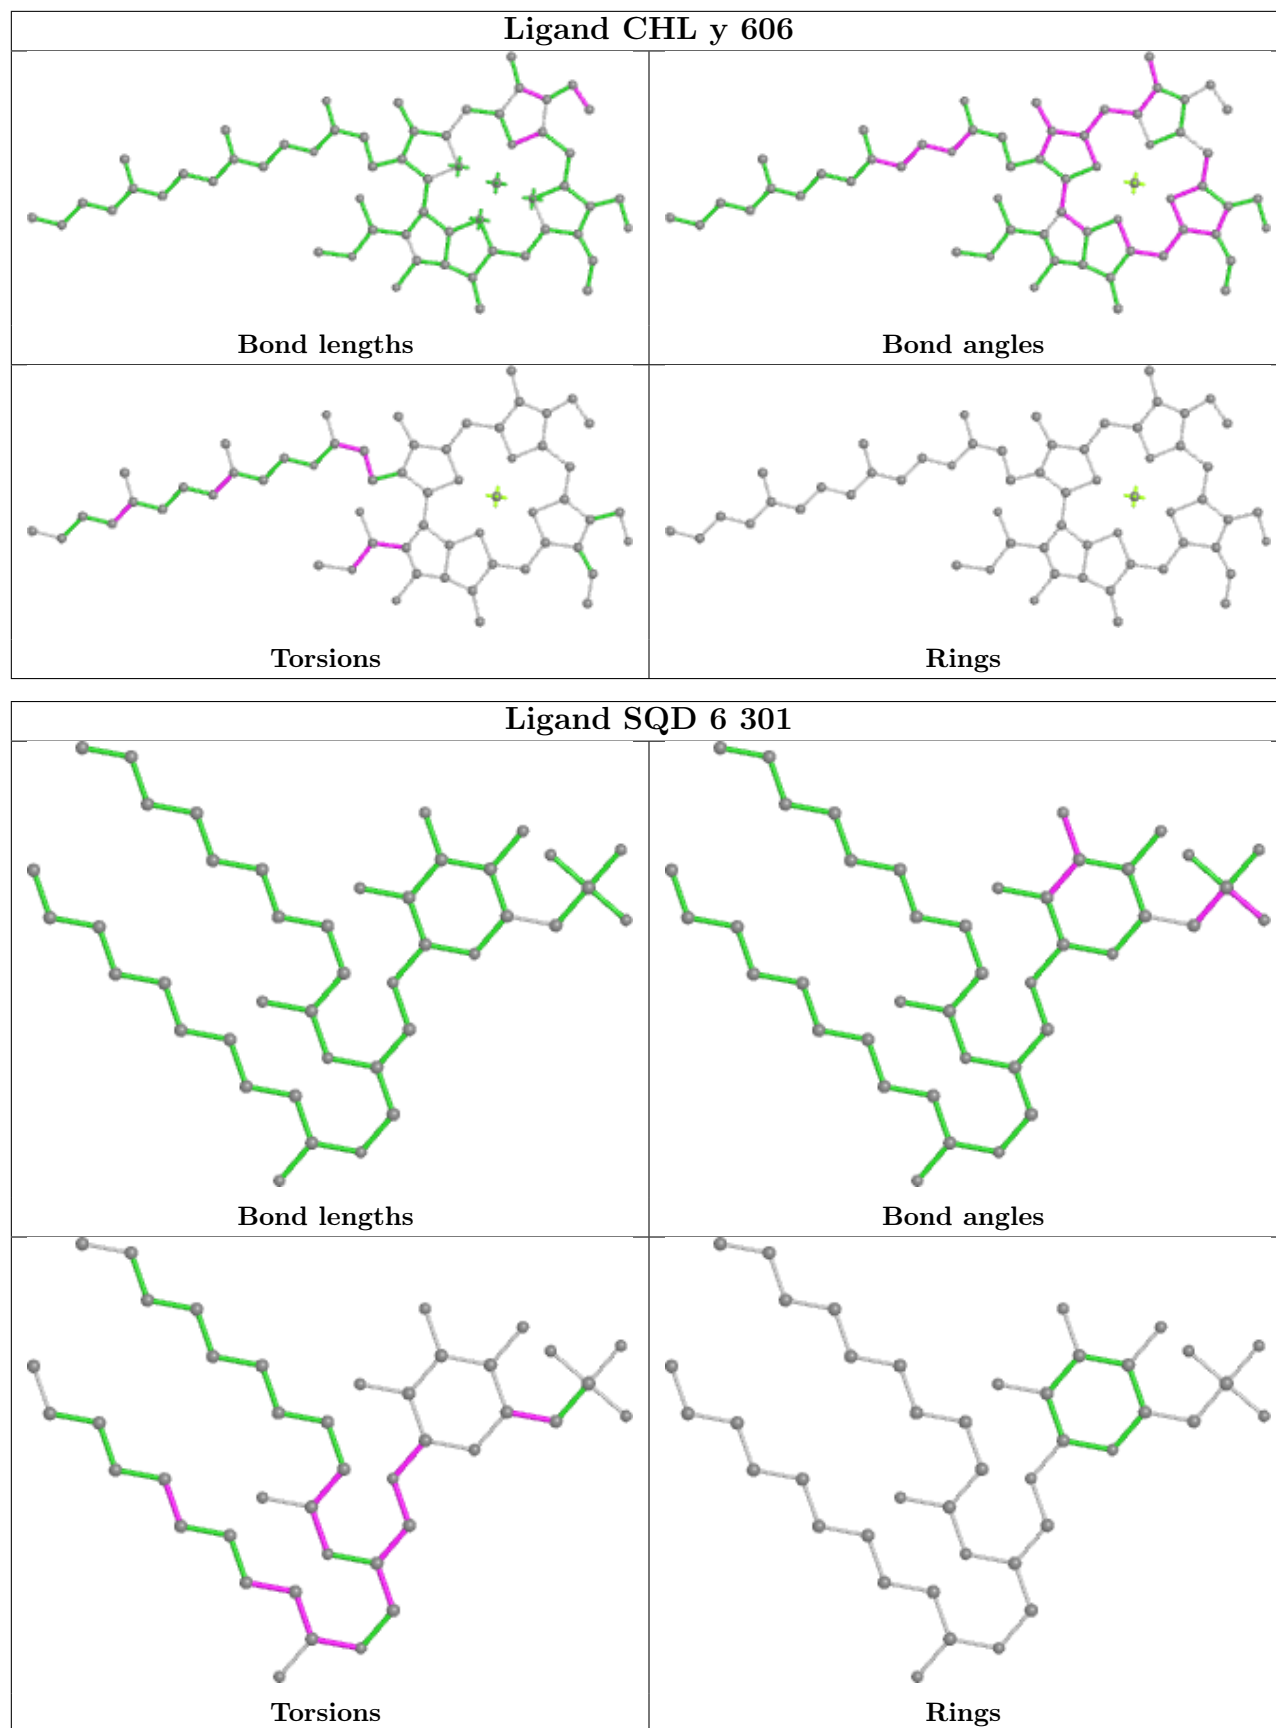 Ligand CHL y 606
Bond lengths
Bond angles
Torsions
Rings
Ligand SQD 6 301
Bond lengths
Bond angles
Torsions
Rings